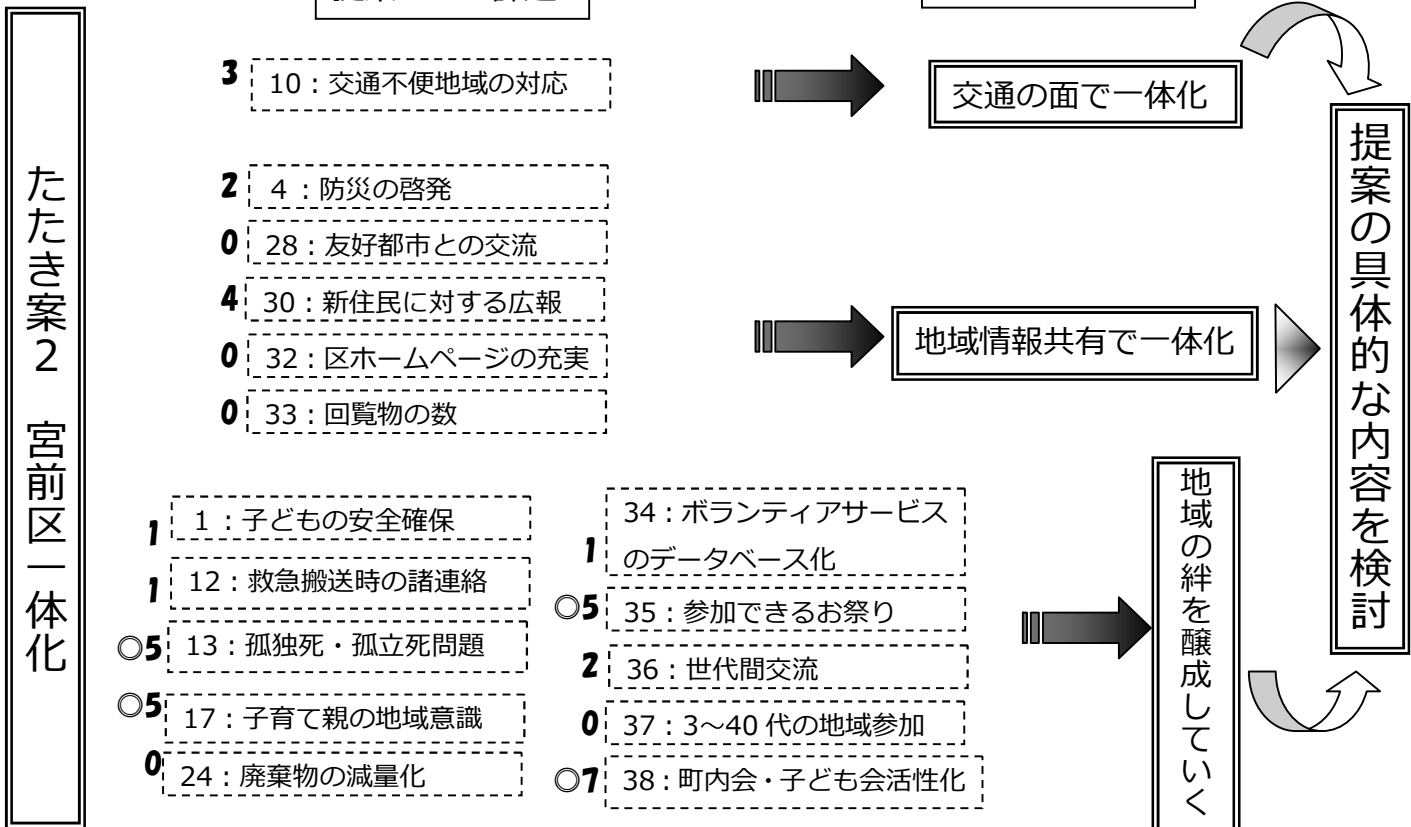 たたき案2 宮前区一体化
3 10:交通不便地域の対応
交通の面で一体化
2 4:防災の啓発
0 28:友好都市との交流
4 30:新住民に対する広報
0 32:区ホームページの充実
0 33:回覧物の数
地域情報共有で一体化
1 1:子どもの安全確保
1 12:救急搬送時の諸連絡
◎5 13:孤独死・孤立死問題
◎5 17:子育て親の地域意識
0 24:廃棄物の減量化
1 34:ボランティアサービス
のデータベース化
◎5 35:参加できるお祭り
2 36:世代間交流
0 37:3~40代の地域参加
◎7 38:町内会・子ども会活性化
地域の絆を醸成していく
提案の具体的な内容を検討